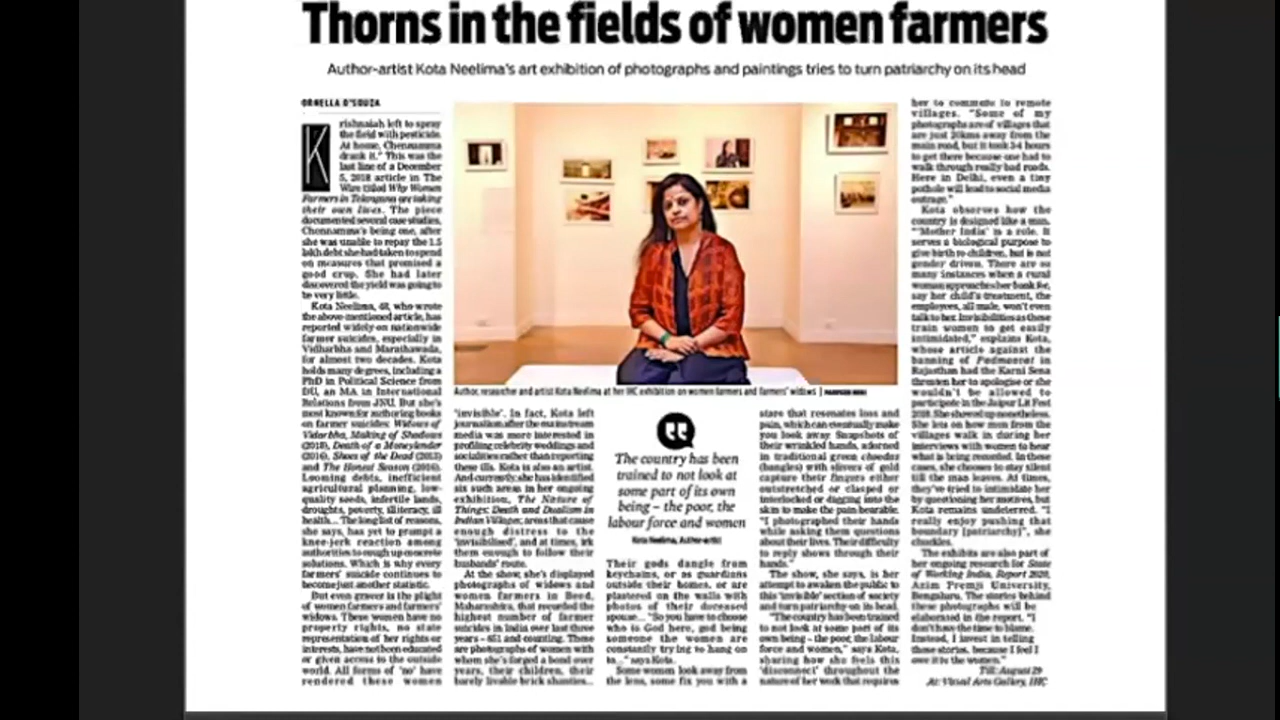 Thorns in the fields of women farmers
Author-artist Kota Neelima's art exhibition of photographs and paintings tries to turn patriarchy on its head
ORNELLA D'SOUZA
Krishnaiah left to spray
the field with pesticide.
At home, Chennamma
drank it." This was the
last line of a December
5, 2018 article in The
Wire titled Why Women
Farmers in Telangana are taking
their own lives. The piece
documented several case studies,
Chennamma's being one, after
she was unable to repay the 1.5
lakh debt she had taken to spend
on measures that promised a
good crop. She had later
discovered the yield was going to
be very little.
Kota Neelima, 48, who wrote
the above-mentioned article, has
reported widely on nationwide
farmer suicides, especially in
Vidharbha and Marathawada,
for almost two decades. Kota
holds many degrees, including a
PhD in Political Science from
DU, an MA in International
Relations from JNU. But she's
most known for authoring books
on farmer suicides: Widows of
Vidarbha, Making of Shadows
(2018), Death of a Moneylender
(2016), Shoes of the Dead (2013)
and The Honest Season (2016).
Looming debts, inefficient
agricultural planning, low-
quality seeds, infertile lands,
droughts, poverty, illiteracy, ill
health... The long list of reasons,
she says, has yet to prompt a
knee-jerk reaction among
authorities to cough up concrete
solutions. Which is why every
farmers' suicide continues to
become just another statistic.
But even graver is the plight
of women farmers and farmers'
widows. These women have no
property rights, no state
representation of her rights or
interests, have not been educated
or given access to the outside
world. All forms of 'no' have
rendered these women
Author, researcher and artist Kota Neelima at her IHC exhibition on women farmers and farmers' widows |
'invisible'. In fact, Kota left
journalism after the mainstream
media was more interested in
profiling celebrity weddings and
socialites rather than reporting
these ills. Kota is also an artist.
And currently, she has identified
six such areas in her ongoing
exhibition, The Nature of
Things: Death and Dualism in
Indian Villages, areas that cause
enough distress to the
'invisibilised', and at times, irk
them enough to follow their
husbands' route.
At the show, she's displayed
photographs of widows and
women farmers in Beed,
Maharashtra, that recorded the
highest number of farmer
suicides in India over last three
years – 651 and counting. These
are photographs of women with
whom she's forged a bond over
years, their children, their
barely livable brick shanties...
The country has been
trained to not look at
some part of its own
being – the poor, the
labour force and women
Kota Neelima, Author-artist
Their gods dangle from
keychains, or as guardians
outside their homes, or are
plastered on the walls with
photos of their deceased
spouse... "So you have to choose
who is God here, god being
someone the women are
constantly trying to hang on
to..." says Kota.
Some women look away from
the lens, some fix you with a
stare that resonates loss and
pain, which can eventually make
you look away. Snapshots of
their wrinkled hands, adorned
in traditional green choodas
(bangles) with slivers of gold
capture their fingers either
outstretched or clasped or
interlocked or digging into the
skin to make the pain bearable.
"I photographed their hands
while asking them questions
about their lives. Their difficulty
to reply shows through their
hands."
The show, she says, is her
attempt to awaken the public to
this 'invisible' section of society
and turn patriarchy on its head.
"The country has been trained
to not look at some part of its
own being – the poor, the labour
force and women," says Kota,
sharing how she feels this
'disconnect' throughout the
nature of her work that requires
her to commute to remote
villages. "Some of my
photographs are of villages that
are just 20kms away from the
main road, but it took 3-4 hours
to get there because one had to
walk through really bad roads.
Here in Delhi, even a tiny
pothole will lead to social media
outrage."
Kota observes how the
country is designed like a man.
"'Mother India' is a role. It
serves a biological purpose to
give birth to children, but is not
gender driven. There are so
many instances when a rural
woman approaches her bank for,
say her child's treatment, the
employees, all male, won't even
talk to her. Invisibilities as these
train women to get easily
intimidated," explains Kota,
whose article against the
banning of Padmaavat in
Rajasthan had the Karni Sena
threaten her to apologise or she
wouldn't be allowed to
participate in the Jaipur Lit Fest
2018. She showed up nonetheless.
She lets on how men from the
villages walk in during her
interviews with women to hear
what is being recorded. In these
cases, she chooses to stay silent
till the man leaves. At times,
they've tried to intimidate her
by questioning her motives, but
Kota remains undeterred. "I
really enjoy pushing that
boundary [patriarchy]", she
chuckles.
The exhibits are also part of
her ongoing research for State
of Working India, Report 2020,
Azim Premji University,
Bengaluru. The stories behind
these photographs will be
elaborated in the report. "I
don't have the time to blame.
Instead, I invest in telling
these stories, because I feel I
owe it to the women."
Till: August 29
At: Visual Arts Gallery, IHC